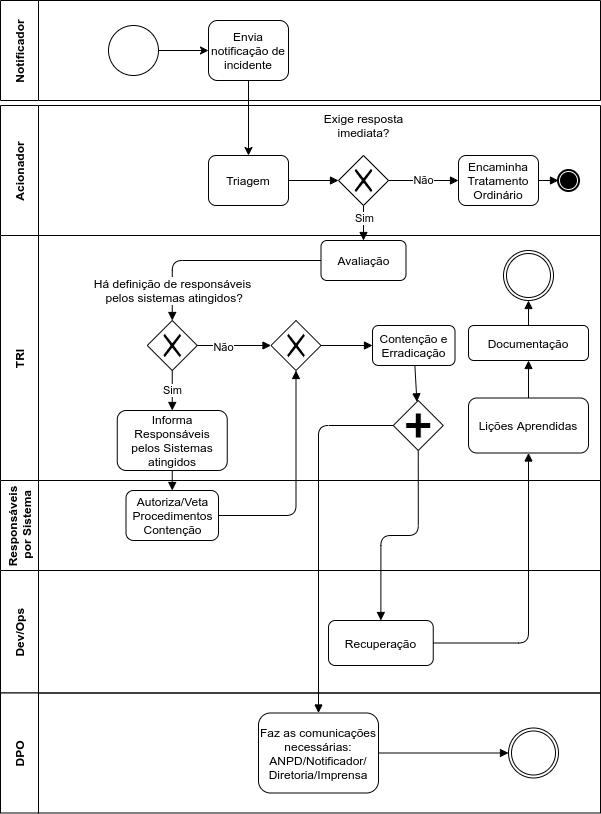 Notificador
Envia
notificação de
incidente
Acionador
Exige resposta
imediata?
Triagem
Não
Encaminha
Tratamento
Ordinário
Sim
TRI
Avaliação
Há definição de responsáveis
pelos sistemas atingidos?
Não
Contenção e
Erradicação
Documentação
Sim
Informa
Responsáveis
pelos Sistemas
atingidos
Lições Aprendidas
Responsáveis
por Sistema
Autoriza/Veta
Procedimentos
Contenção
Dev/Ops
Recuperação
DPO
Faz as comunicações
necessárias:
ANPD/Notificador/
Diretoria/Imprensa